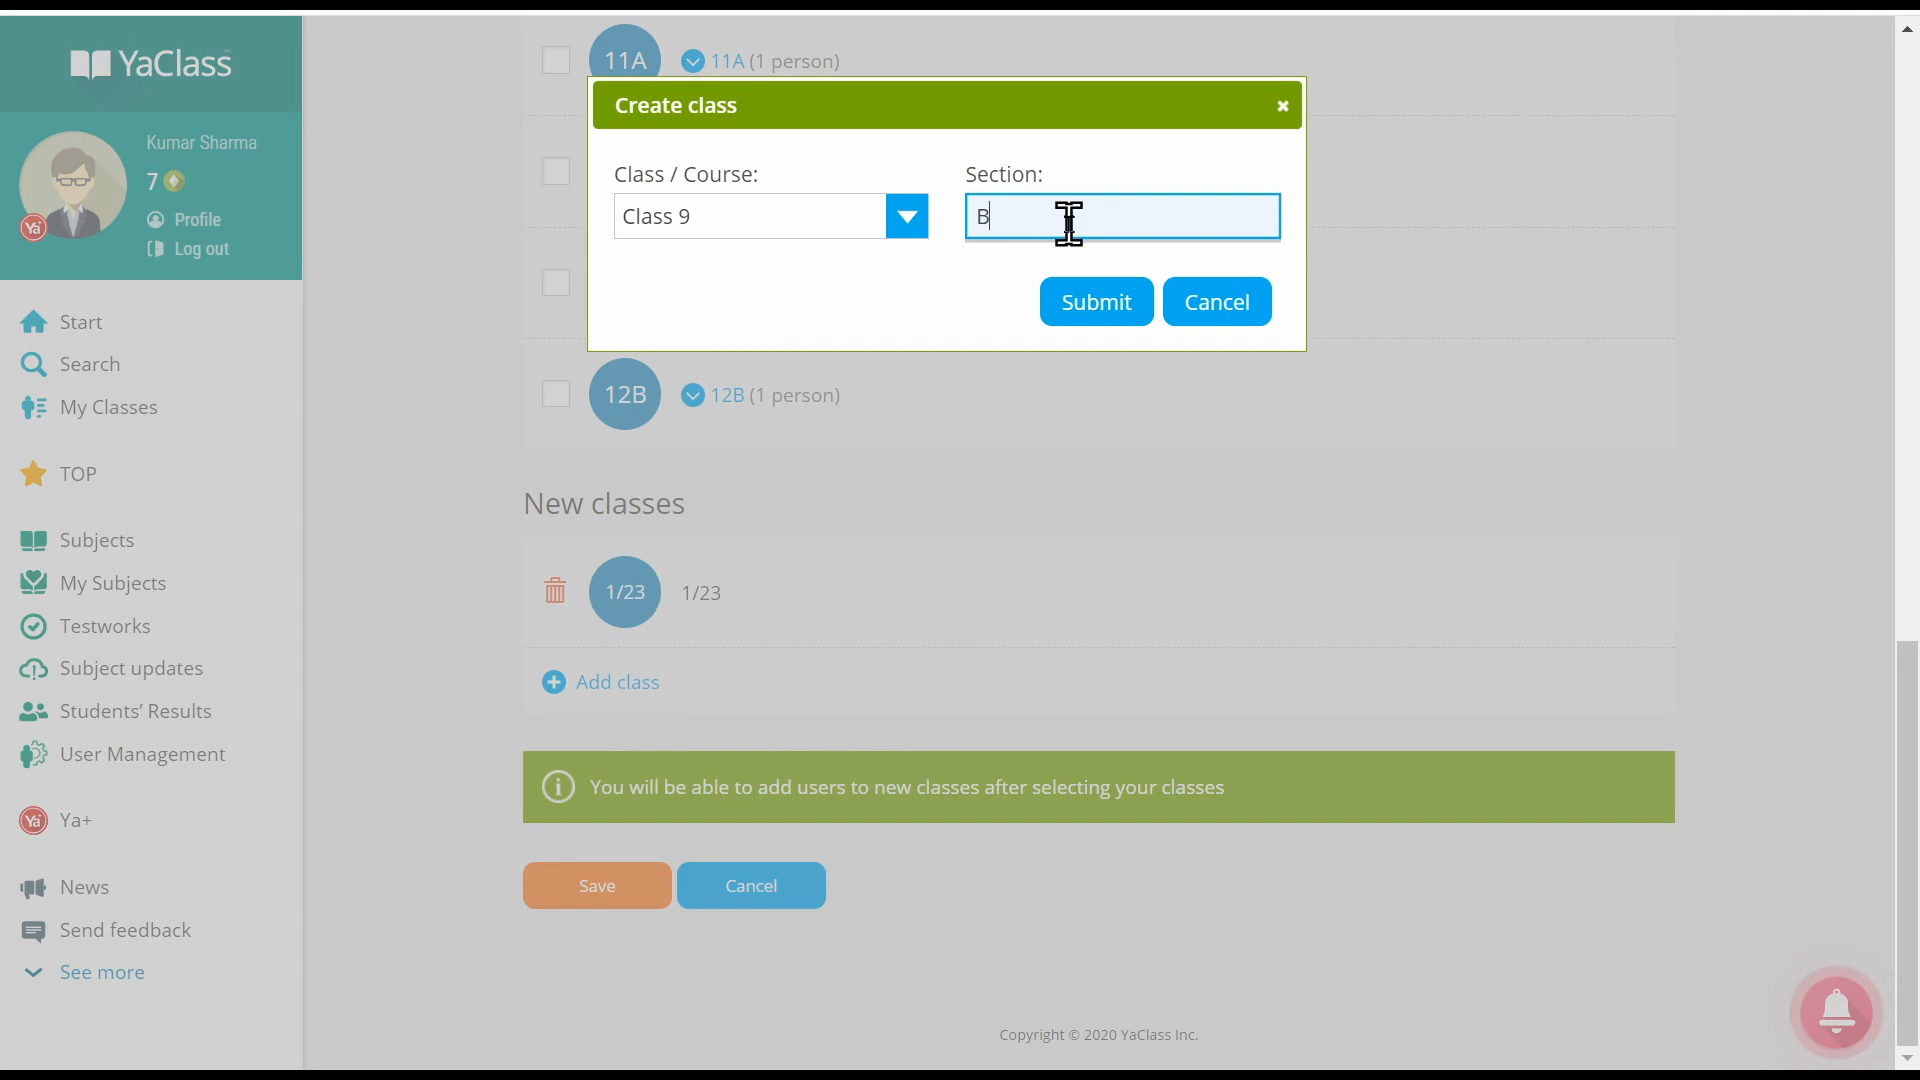 YaClass
Kumar Sharma
7
Ya+
Profile
Log out
Start
Search
My Classes
TOP
Subjects
My Subjects
Testworks
Subject updates
Students’ Results
User Management
Ya+ Ya+
News
Send feedback
See more
11A 11A (1 person)
Create class
Class / Course: Section:
Class 9 B
Submit Cancel
12B 12B (1 person)
New classes
1/23 1/23
Add class
You will be able to add users to new classes after selecting your classes
Save Cancel
Copyright © 2020 YaClass Inc.